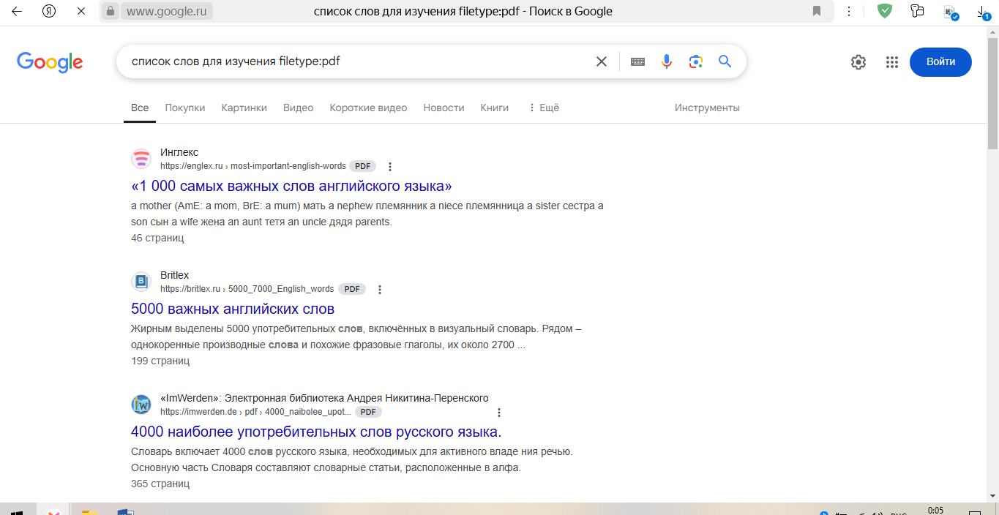 www.google.ru
список слов для изучения filetype:pdf - Поиск в Google
1
Google
список слов для изучения filetype:pdf
Войти
Все Покупки Картинки Видео Короткие видео Новости Книги Ещё Инструменты
Инглекс
https://englex.ru › most-important-english-words PDF
«1 000 самых важных слов английского языка»
a mother (AmE: a mom, BrE: a mum) мать a nephew племянник a niece племянница a sister сестра a
son сын a wife жена an aunt тетя an uncle дядя parents.
46 страниц
Britlex
https://britlex.ru › 5000_7000_English_words PDF
5000 важных английских слов
Жирным выделены 5000 употребительных слов, включённых в визуальный словарь. Рядом –
однокоренные производные слова и похожие фразовые глаголы, их около 2700 ...
199 страниц
«ImWerden»: Электронная библиотека Андрея Никитина-Перенского
https://imwerden.de › pdf › 4000_naibolee_upot... PDF
4000 наиболее употребительных слов русского языка.
Словарь включает 4000 слов русского языка, необходимых для активного владе ния речью.
Основную часть Словаря составляют словарные статьи, расположенные в алфа.
365 страниц
РУС
0:05